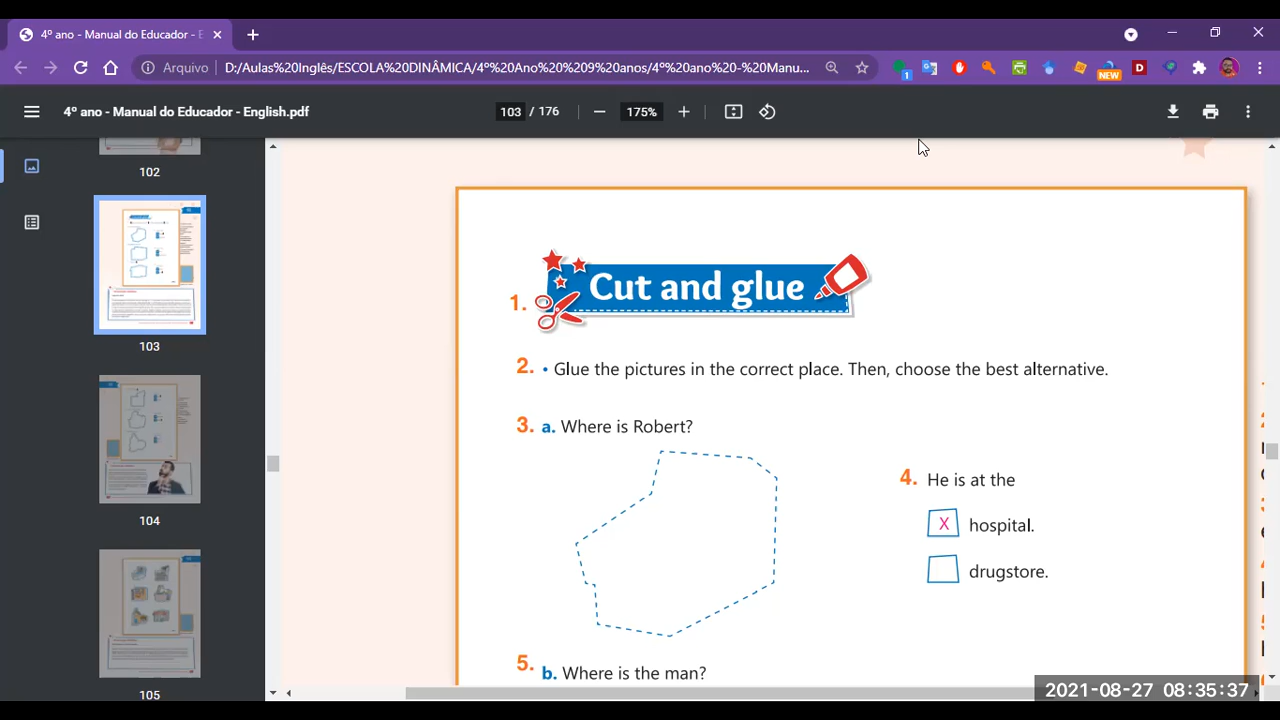 4º ano - Manual do Educador - E
Arquivo
D:/Aulas%20Inglês/ESCOLA%20DINÂMICA/4º%20Ano%20%209%20anos/4º%20ano%20-%20Manu...
1
NEW
D
4º ano - Manual do Educador - English.pdf
103 / 176
175%
102
103
104
105
1. Cut and glue
2. • Glue the pictures in the correct place. Then, choose the best alternative.
3. a. Where is Robert?
4. He is at the
X hospital.
drugstore.
5. b. Where is the man?
2021-08-27 08:35:37